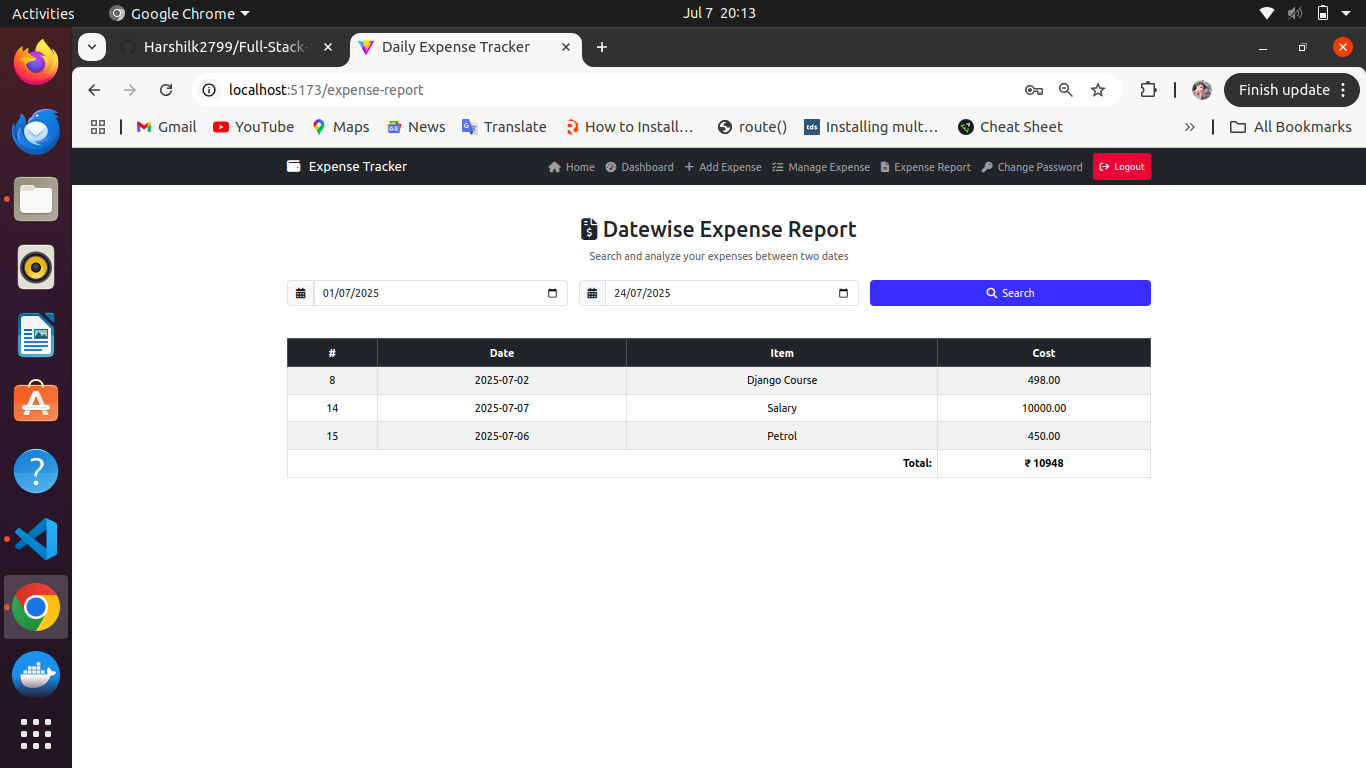 Activities Google Chrome Jul 7 20:13
Harshilk2799/Full-Stack- Daily Expense Tracker
localhost:5173/expense-report Finish update
Gmail YouTube Maps News Translate How to Install… route() tds Installing mult… Cheat Sheet » All Bookmarks
Expense Tracker Home Dashboard Add Expense Manage Expense Expense Report Change Password Logout
Datewise Expense Report
Search and analyze your expenses between two dates
01/07/2025 24/07/2025 Search
# Date Item Cost
8 2025-07-02 Django Course 498.00
14 2025-07-07 Salary 10000.00
15 2025-07-06 Petrol 450.00
Total: ₹ 10948